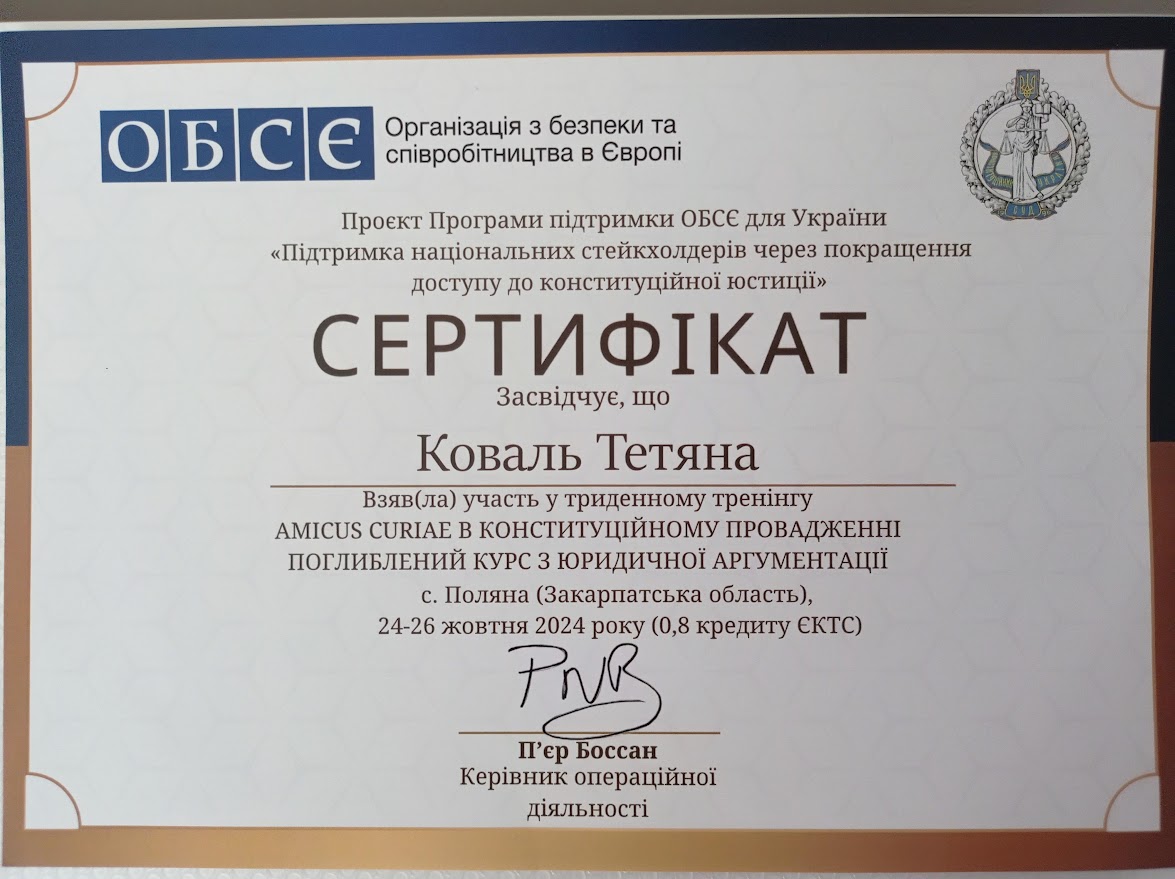 ОБСЄ
Організація з безпеки та
співробітництва в Європі
СУД
Проєкт Програми підтримки ОБСЄ для України
«Підтримка національних стейкхолдерів через покращення
доступу до конституційної юстиції»
СЕРТИФІКАТ
Засвідчує, що
Коваль Тетяна
Взяв(ла) участь у триденному тренінгу
AMICUS CURIAE В КОНСТИТУЦІЙНОМУ ПРОВАДЖЕННІ
ПОГЛИБЛЕНИЙ КУРС З ЮРИДИЧНОЇ АРГУМЕНТАЦІЇ
с. Поляна (Закарпатська область),
24-26 жовтня 2024 року (0,8 кредиту ЄКТС)
П’єр Боссан
Керівник операційної
діяльності